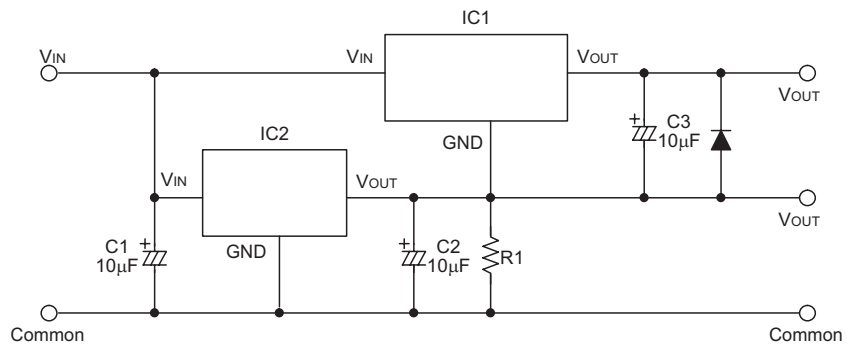 IC1
VIN
VIN
VOUT
VOUT
C3
10µF
GND
IC2
VIN
VOUT
VOUT
GND
C1
10µF
C2
10µF
R1
Common
Common